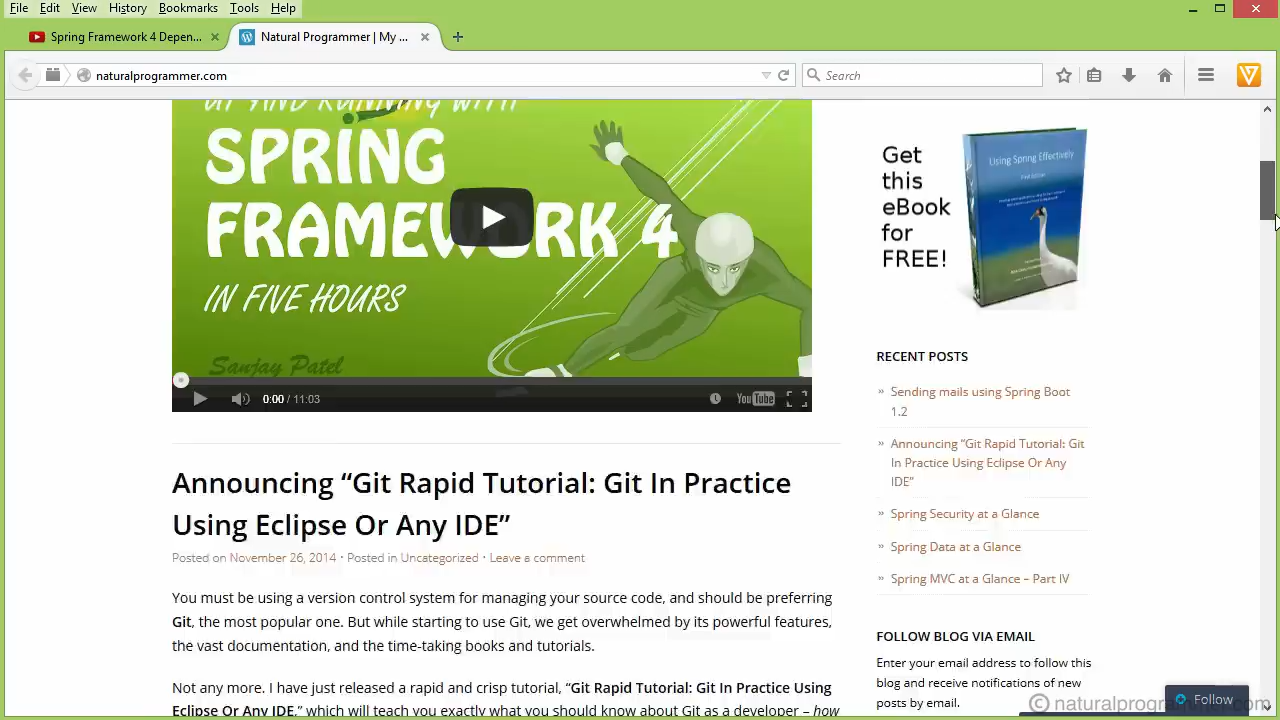 File Edit View History Bookmarks Tools Help
Spring Framework 4 Depen...
Natural Programmer | My ...
naturalprogrammer.com
Search
UP AND RUNNING WITH
SPRING
FRAMEWORK 4
IN FIVE HOURS
Sanjay Patel
0:00 / 11:03
YouTube
Announcing “Git Rapid Tutorial: Git In Practice
Using Eclipse Or Any IDE”
Posted on November 26, 2014 • Posted in Uncategorized • Leave a comment
You must be using a version control system for managing your source code, and should be preferring
Git, the most popular one. But while starting to use Git, we get overwhelmed by its powerful features,
the vast documentation, and the time-taking books and tutorials.
Not any more. I have just released a rapid and crisp tutorial, “Git Rapid Tutorial: Git In Practice Using
Eclipse Or Any IDE,” which will teach you should know about Git as a developer – how
Get
this
eBook
for
FREE!
Using Spring Effectively
RECENT POSTS
» Sending mails using Spring Boot
1.2
» Announcing “Git Rapid Tutorial: Git
In Practice Using Eclipse Or Any
IDE”
» Spring Security at a Glance
» Spring Data at a Glance
» Spring MVC at a Glance – Part IV
FOLLOW BLOG VIA EMAIL
Enter your email address to follow this
blog and receive notifications of new
posts by email.
Follow
© naturalprogrammer.com